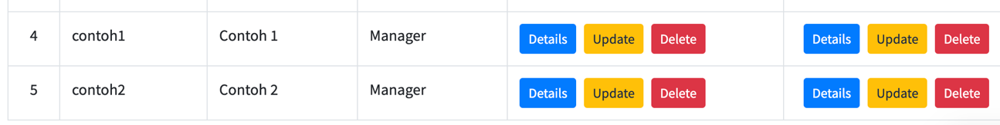 4 contoh1 Contoh 1 Manager Details Update Delete Details Update Delete
5 contoh2 Contoh 2 Manager Details Update Delete Details Update Delete